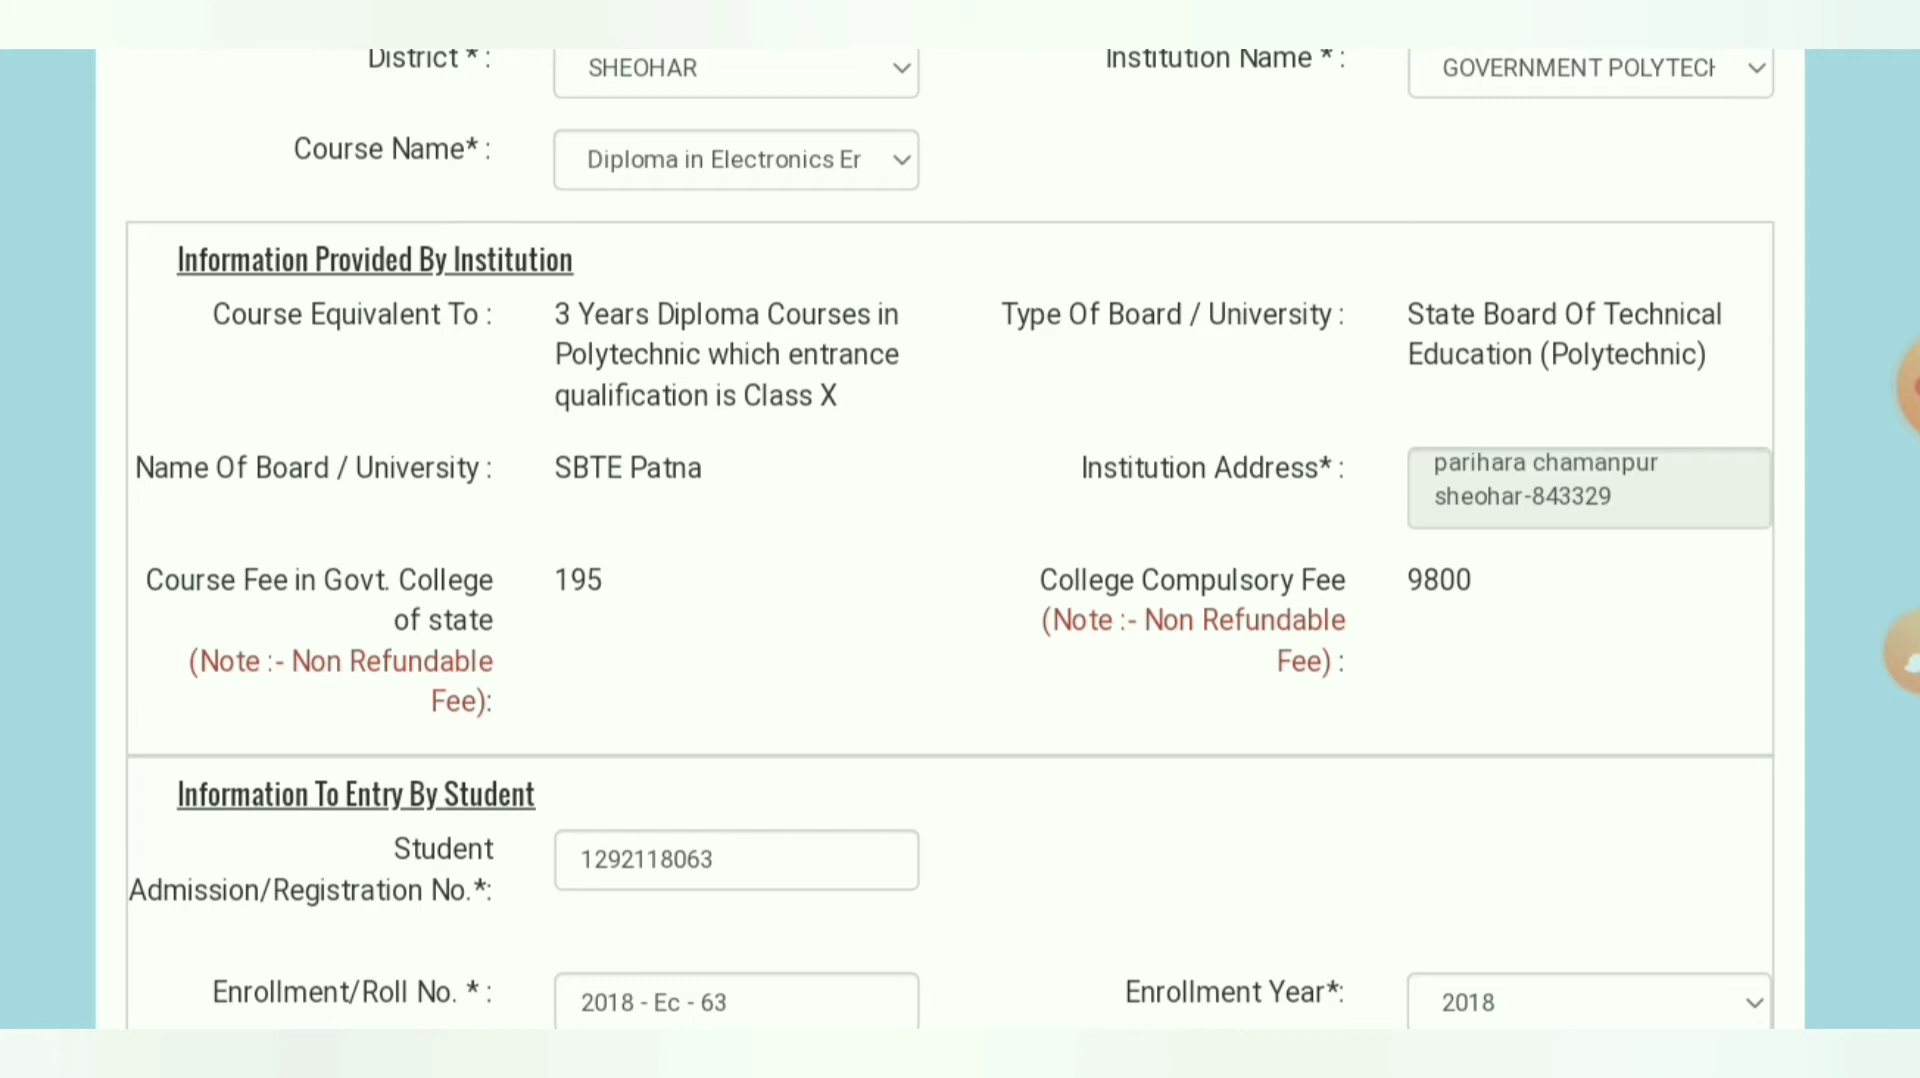 District * :
SHEOHAR
Institution Name * :
GOVERNMENT POLYTECH
Course Name* :
Diploma in Electronics Er
Information Provided By Institution
Course Equivalent To :
3 Years Diploma Courses in
Polytechnic which entrance
qualification is Class X
Type Of Board / University :
State Board Of Technical
Education (Polytechnic)
Name Of Board / University :
SBTE Patna
Institution Address* :
parihara chamanpur
sheohar-843329
Course Fee in Govt. College
of state
(Note :- Non Refundable
Fee):
195
College Compulsory Fee
(Note :- Non Refundable
Fee) :
9800
Information To Entry By Student
Student
Admission/Registration No.*:
1292118063
Enrollment/Roll No. * :
2018 - Ec - 63
Enrollment Year*:
2018